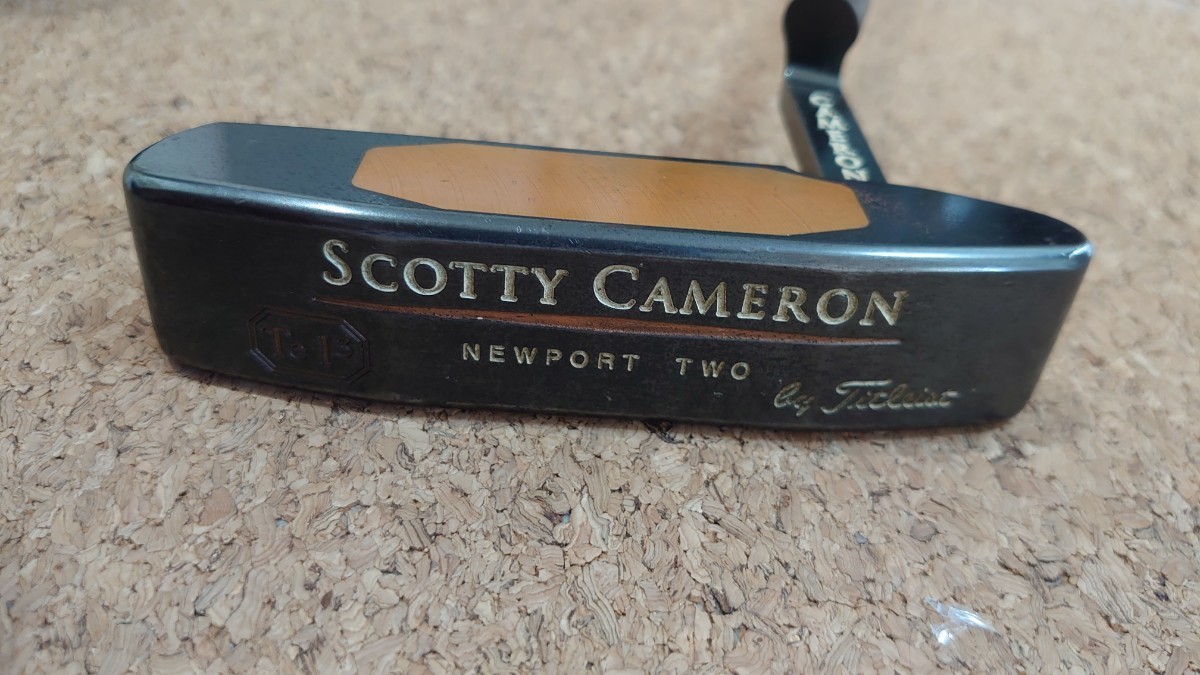 CAMERON
SCOTTY CAMERON
NEWPORT TWO
by Titleist